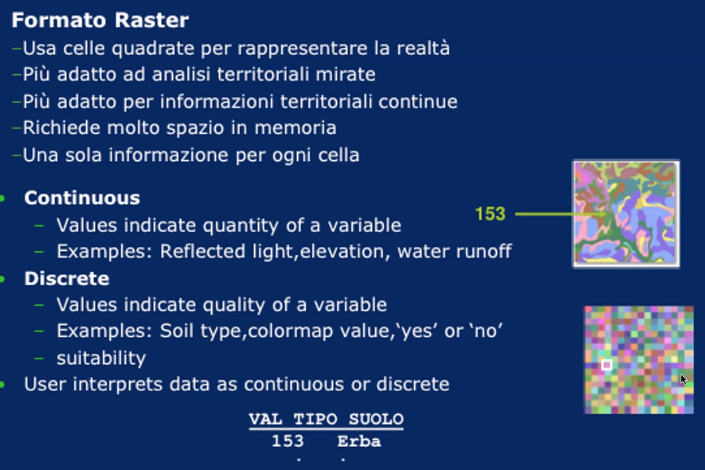 Formato Raster
–Usa celle quadrate per rappresentare la realtà
–Più adatto ad analisi territoriali mirate
–Più adatto per informazioni territoriali continue
–Richiede molto spazio in memoria
–Una sola informazione per ogni cella
• Continuous
– Values indicate quantity of a variable
– Examples: Reflected light,elevation, water runoff
• Discrete
– Values indicate quality of a variable
– Examples: Soil type,colormap value,‘yes’ or ‘no’
– suitability
• User interprets data as continuous or discrete
153
VAL TIPO SUOLO
153 Erba
. .